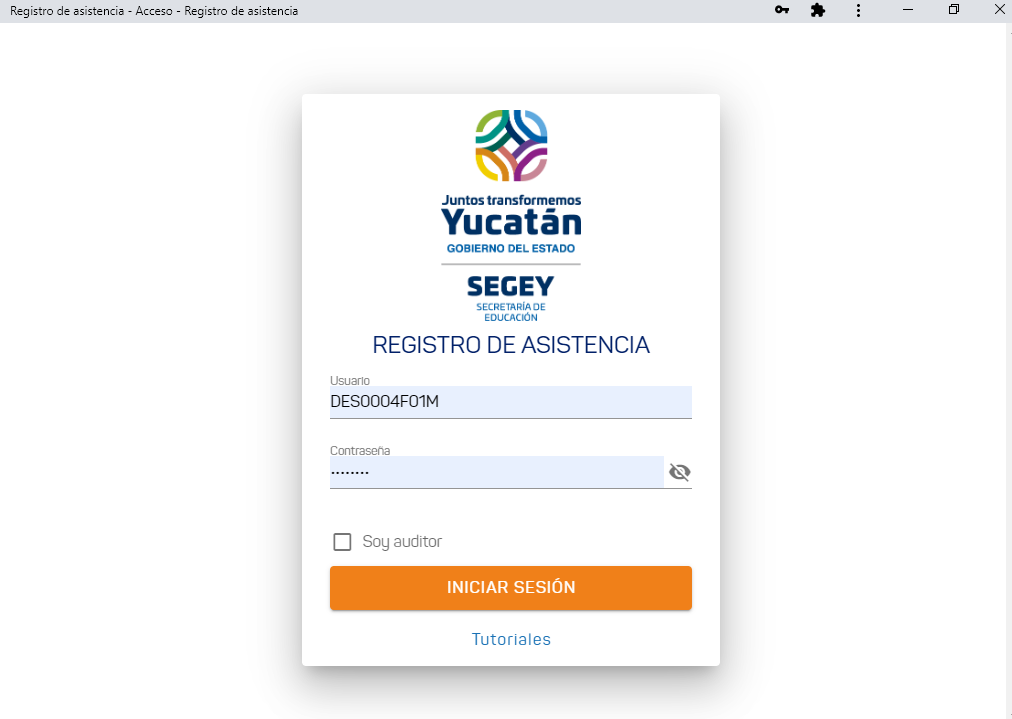 Registro de asistencia - Acceso - Registro de asistencia
Juntos transformemos
Yucatán
GOBIERNO DEL ESTADO
SEGEY
SECRETARÍA DE
EDUCACIÓN
REGISTRO DE ASISTENCIA
Usuario
DES0004F01M
Contraseña
........
Soy auditor
INICIAR SESIÓN
Tutoriales